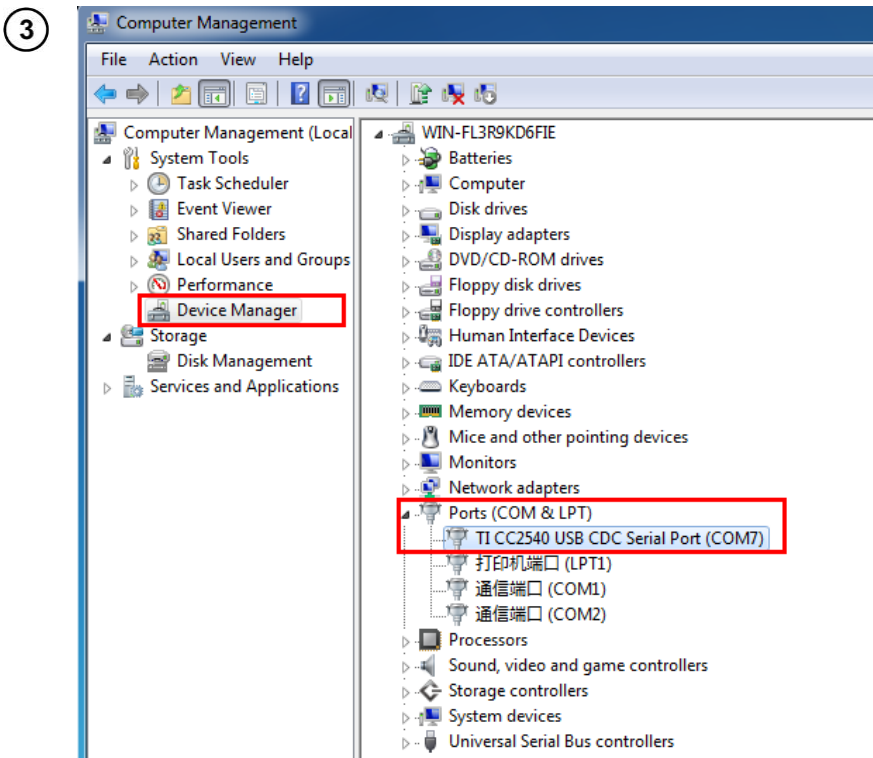 3
Computer Management
File Action View Help
Computer Management (Local
System Tools
Task Scheduler
Event Viewer
Shared Folders
Local Users and Groups
Performance
Device Manager
Storage
Disk Management
Services and Applications
WIN-FL3R9KD6FIE
Batteries
Computer
Disk drives
Display adapters
DVD/CD-ROM drives
Floppy disk drives
Floppy drive controllers
Human Interface Devices
IDE ATA/ATAPI controllers
Keyboards
Memory devices
Mice and other pointing devices
Monitors
Network adapters
Ports (COM & LPT)
TI CC2540 USB CDC Serial Port (COM7)
打印机端口 (LPT1)
通信端口 (COM1)
通信端口 (COM2)
Processors
Sound, video and game controllers
Storage controllers
System devices
Universal Serial Bus controllers